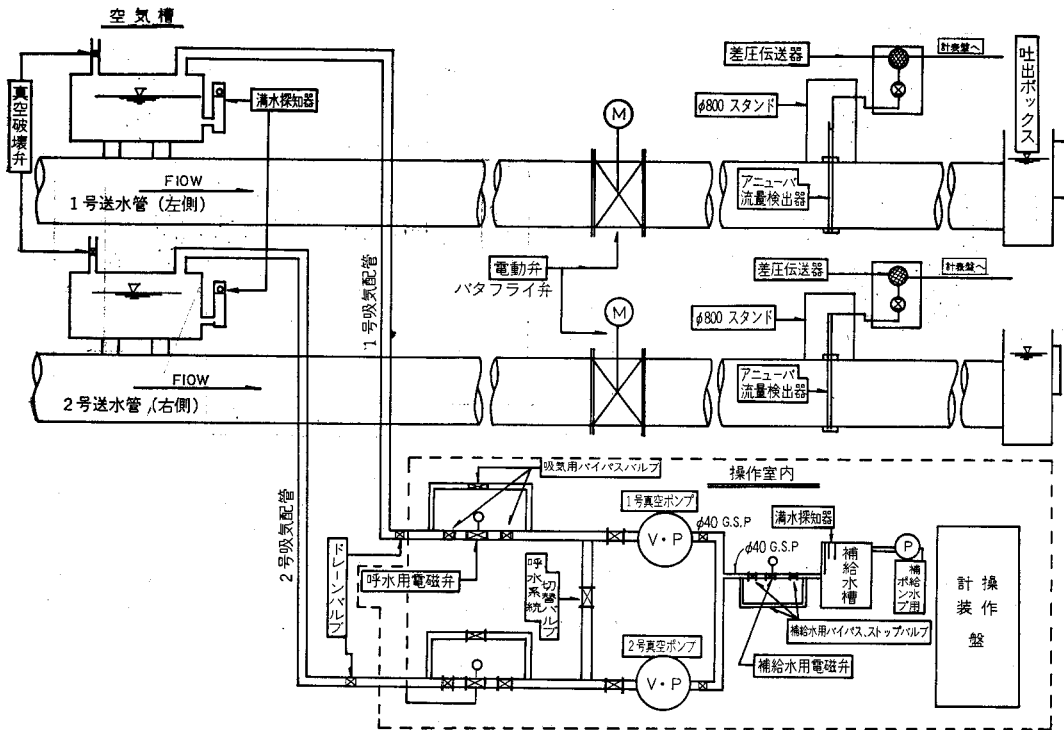 空気槽
真空破壊弁
満水探知器
FlOW
1号送水管(左側)
M
φ800 スタンド
差圧伝送器
計装盤へ
アニューバ
流量検出器
吐出ボックス
電動弁
バタフライ弁
FlOW
2号送水管(右側)
M
φ800 スタンド
差圧伝送器
計装盤へ
アニューバ
流量検出器
1号吸気配管
2号吸気配管
操作室内
吸気用バイパスバルブ
1号真空ポンプ
V・P
φ40 G.S.P
φ40 G.S.P
満水探知器
補給水槽
P
補給水用
ポンプ
操作
計装
盤
ドレーンバルブ
呼水用電磁弁
呼水系統
切替バルブ
補給水用バイパス、ストップバルブ
補給水用電磁弁
2号真空ポンプ
V・P